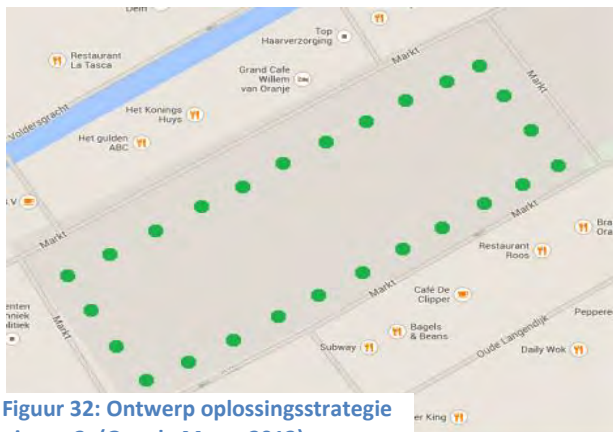 Delft
Top
Haarverzorging
Restaurant
La Tasca
Markt
Grand Cafe
Willem
van Oranje
Markt
Voldersgracht
Het Konings
Huys
Het gulden
ABC
Markt
Markt
Markt
Markt
Restaurant
Roos
Café De
Clipper
Bagels
& Beans
Subway
Oude Langendijk
Daily Wok
Figuur 32: Ontwerp oplossingsstrategie